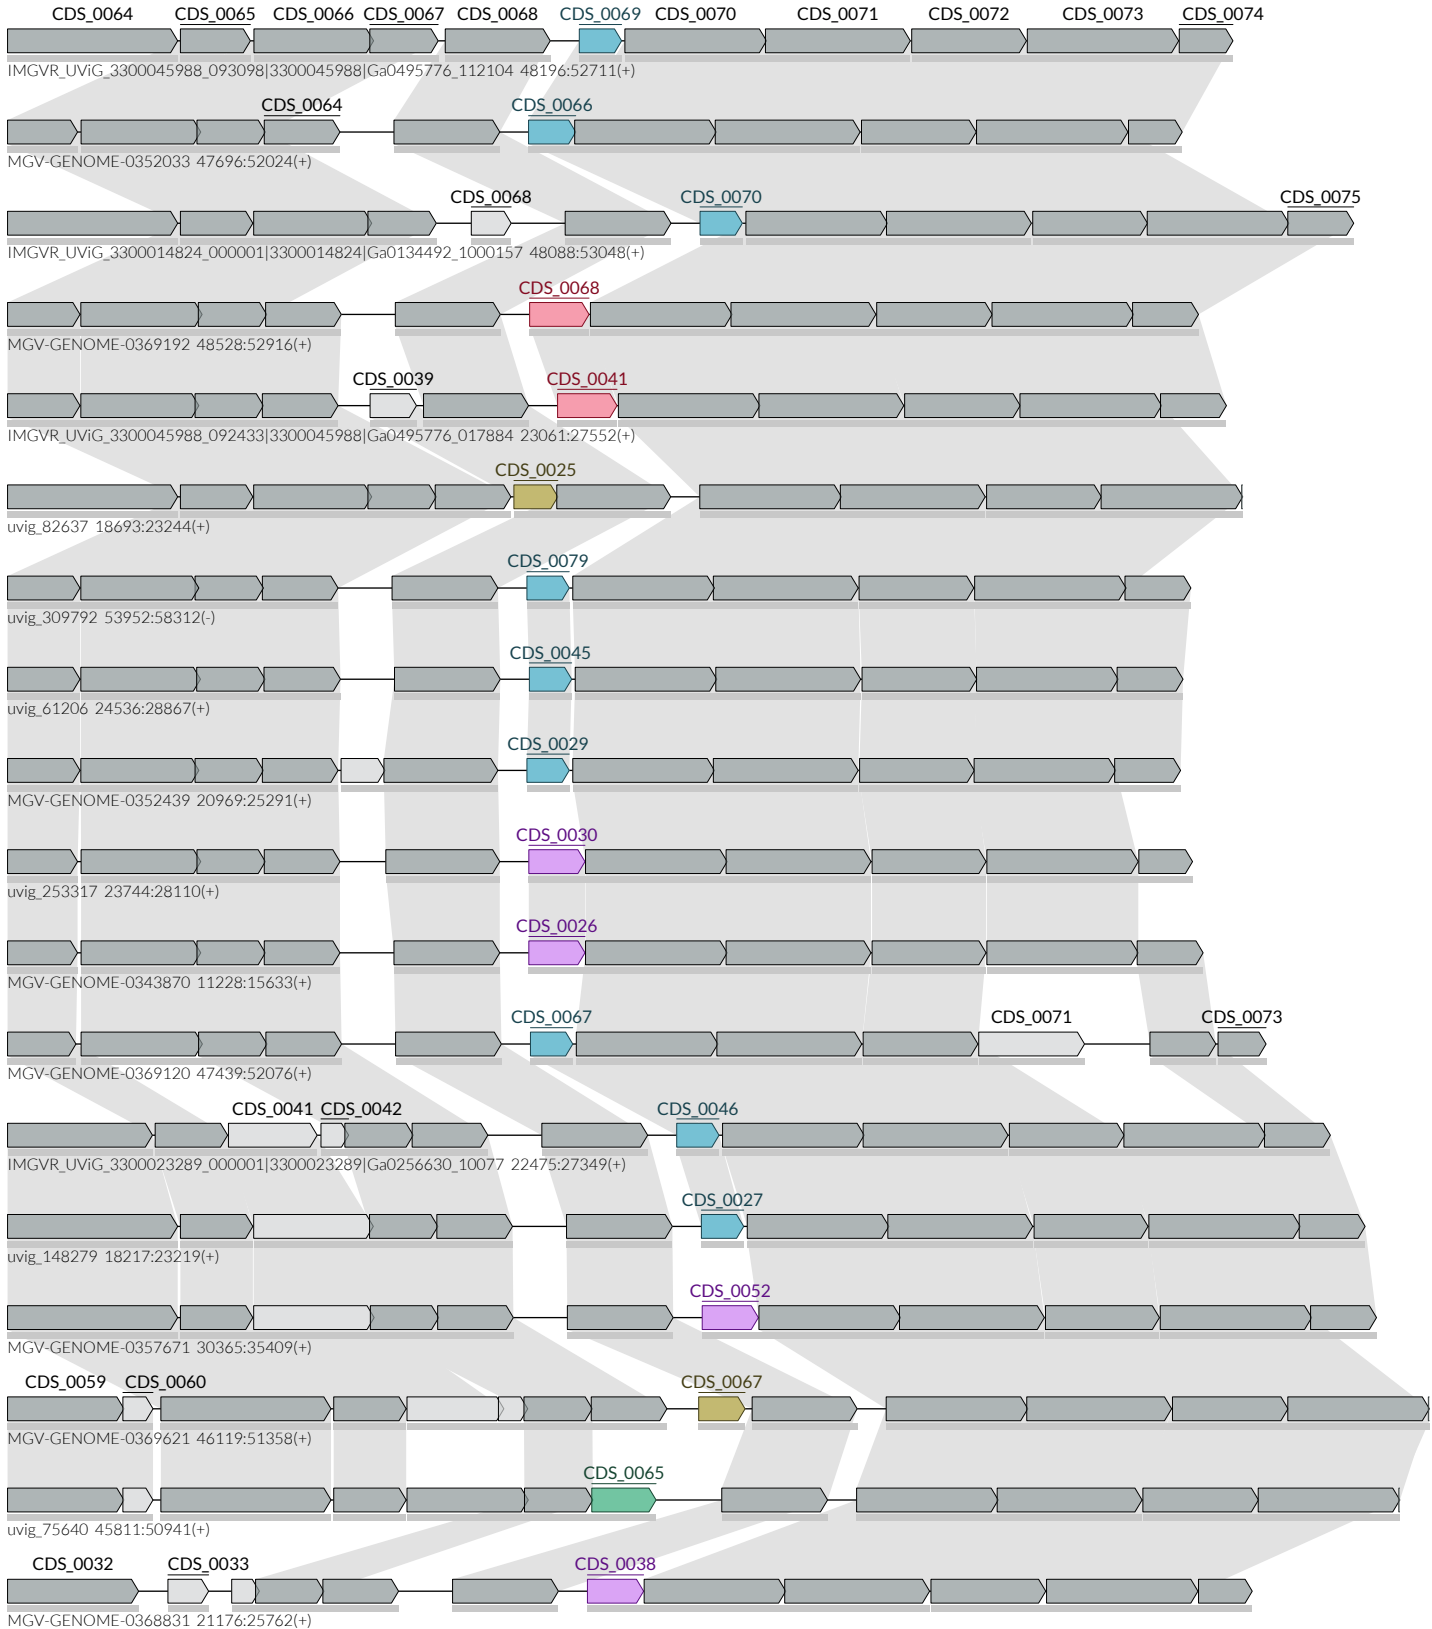 CDS_0064 CDS_0065 CDS_0066 CDS_0067 CDS_0068 CDS_0069 CDS_0070 CDS_0071 CDS_0072 CDS_0073 CDS_0074
IMGVR_UViG_3300045988_093098|3300045988|Ga0495776_112104 48196:52711(+)
CDS_0064 CDS_0066
MGV-GENOME-0352033 47696:52024(+)
CDS_0068 CDS_0070 CDS_0075
IMGVR_UViG_3300014824_000001|3300014824|Ga0134492_1000157 48088:53048(+)
CDS_0068
MGV-GENOME-0369192 48528:52916(+)
CDS_0039 CDS_0041
IMGVR_UViG_3300045988_092433|3300045988|Ga0495776_017884 23061:27552(+)
CDS_0025
uvig_82637 18693:23244(+)
CDS_0079
uvig_309792 53952:58312(-)
CDS_0045
uvig_61206 24536:28867(+)
CDS_0029
MGV-GENOME-0352439 20969:25291(+)
CDS_0030
uvig_253317 23744:28110(+)
CDS_0026
MGV-GENOME-0343870 11228:15633(+)
CDS_0067 CDS_0071 CDS_0073
MGV-GENOME-0369120 47439:52076(+)
CDS_0041 CDS_0042 CDS_0046
IMGVR_UViG_3300023289_000001|3300023289|Ga0256630_10077 22475:27349(+)
CDS_0027
uvig_148279 18217:23219(+)
CDS_0052
MGV-GENOME-0357671 30365:35409(+)
CDS_0059 CDS_0060 CDS_0067
MGV-GENOME-0369621 46119:51358(+)
CDS_0065
uvig_75640 45811:50941(+)
CDS_0032 CDS_0033 CDS_0038
MGV-GENOME-0368831 21176:25762(+)